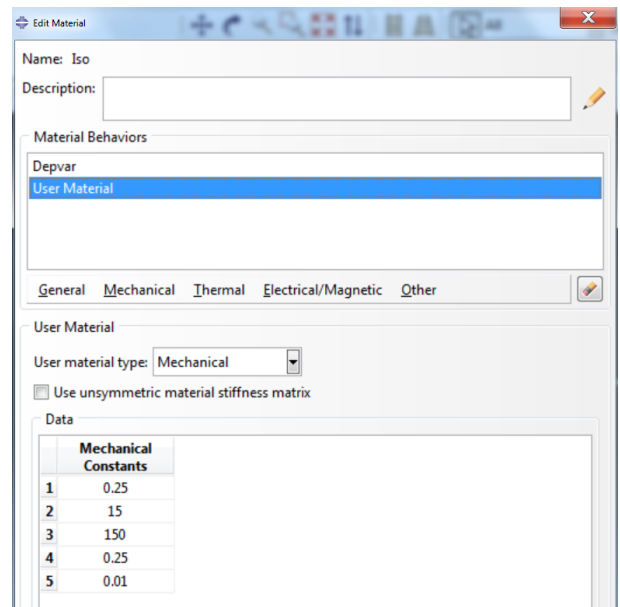 Edit Material
Name: Iso
Description:
Material Behaviors
Depvar
User Material
General Mechanical Thermal Electrical/Magnetic Other
User Material
User material type: Mechanical
Use unsymmetric material stiffness matrix
Data
Mechanical
Constants
1 0.25
2 15
3 150
4 0.25
5 0.01